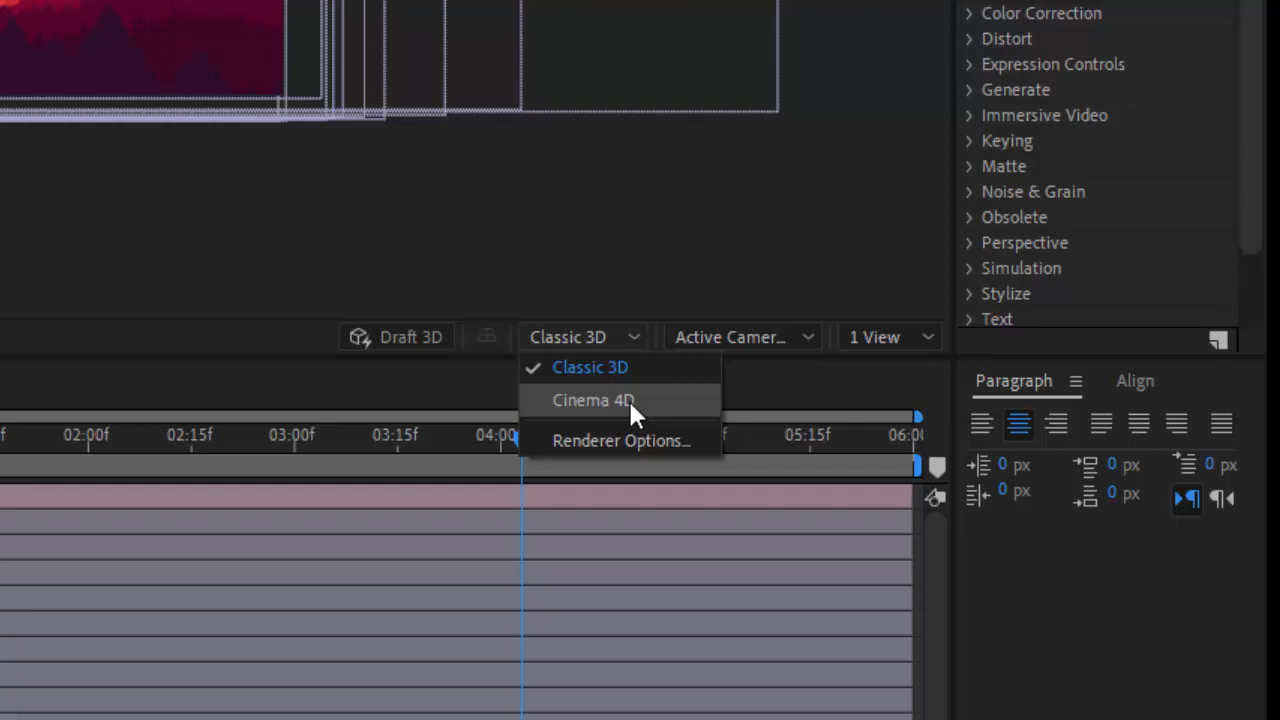 Color Correction
Distort
Expression Controls
Generate
Immersive Video
Keying
Matte
Noise & Grain
Obsolete
Perspective
Simulation
Stylize
Text
Draft 3D
Classic 3D
Active Camer...
1 View
Classic 3D
Cinema 4D
Renderer Options...
f 02:00f 02:15f 03:00f 03:15f 04:00 f 05:15f 06:00
Paragraph
Align
0 px 0 px 0 px
0 px 0 px